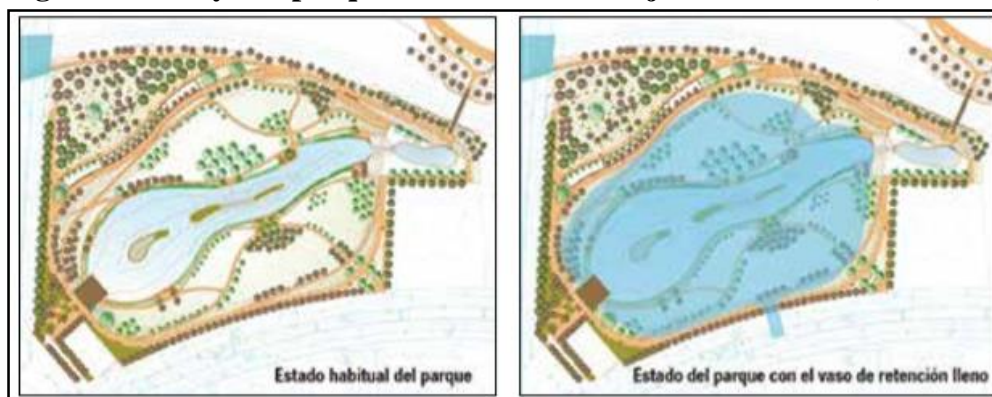 Estado habitual del parque
Estado del parque con el vaso de retención lleno